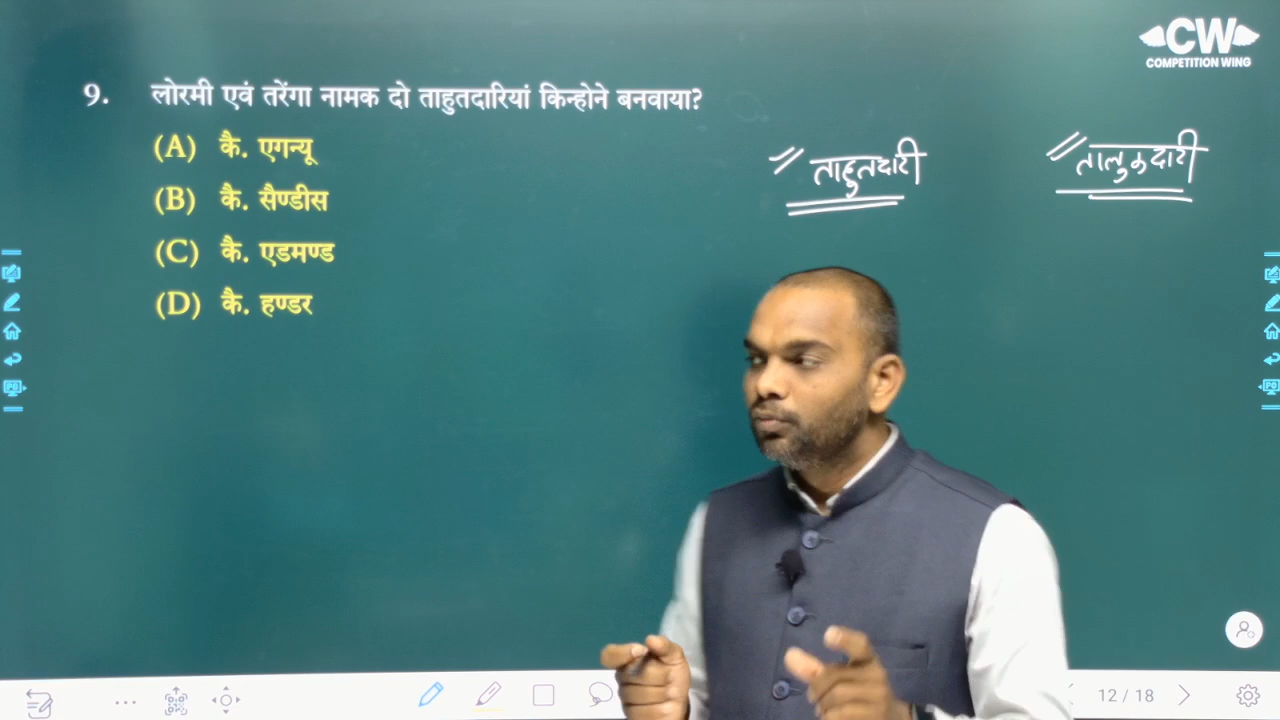 CW
COMPETITION WING
9. लोरमी एवं तरेंगा नामक दो ताहुतदारियां किन्होने बनवाया?
(A) कै. एगन्यू
(B) कै. सैण्डीस
(C) कै. एडमण्ड
(D) कै. हण्डर
ताहुतदारी
तालुकदारी
12 / 18